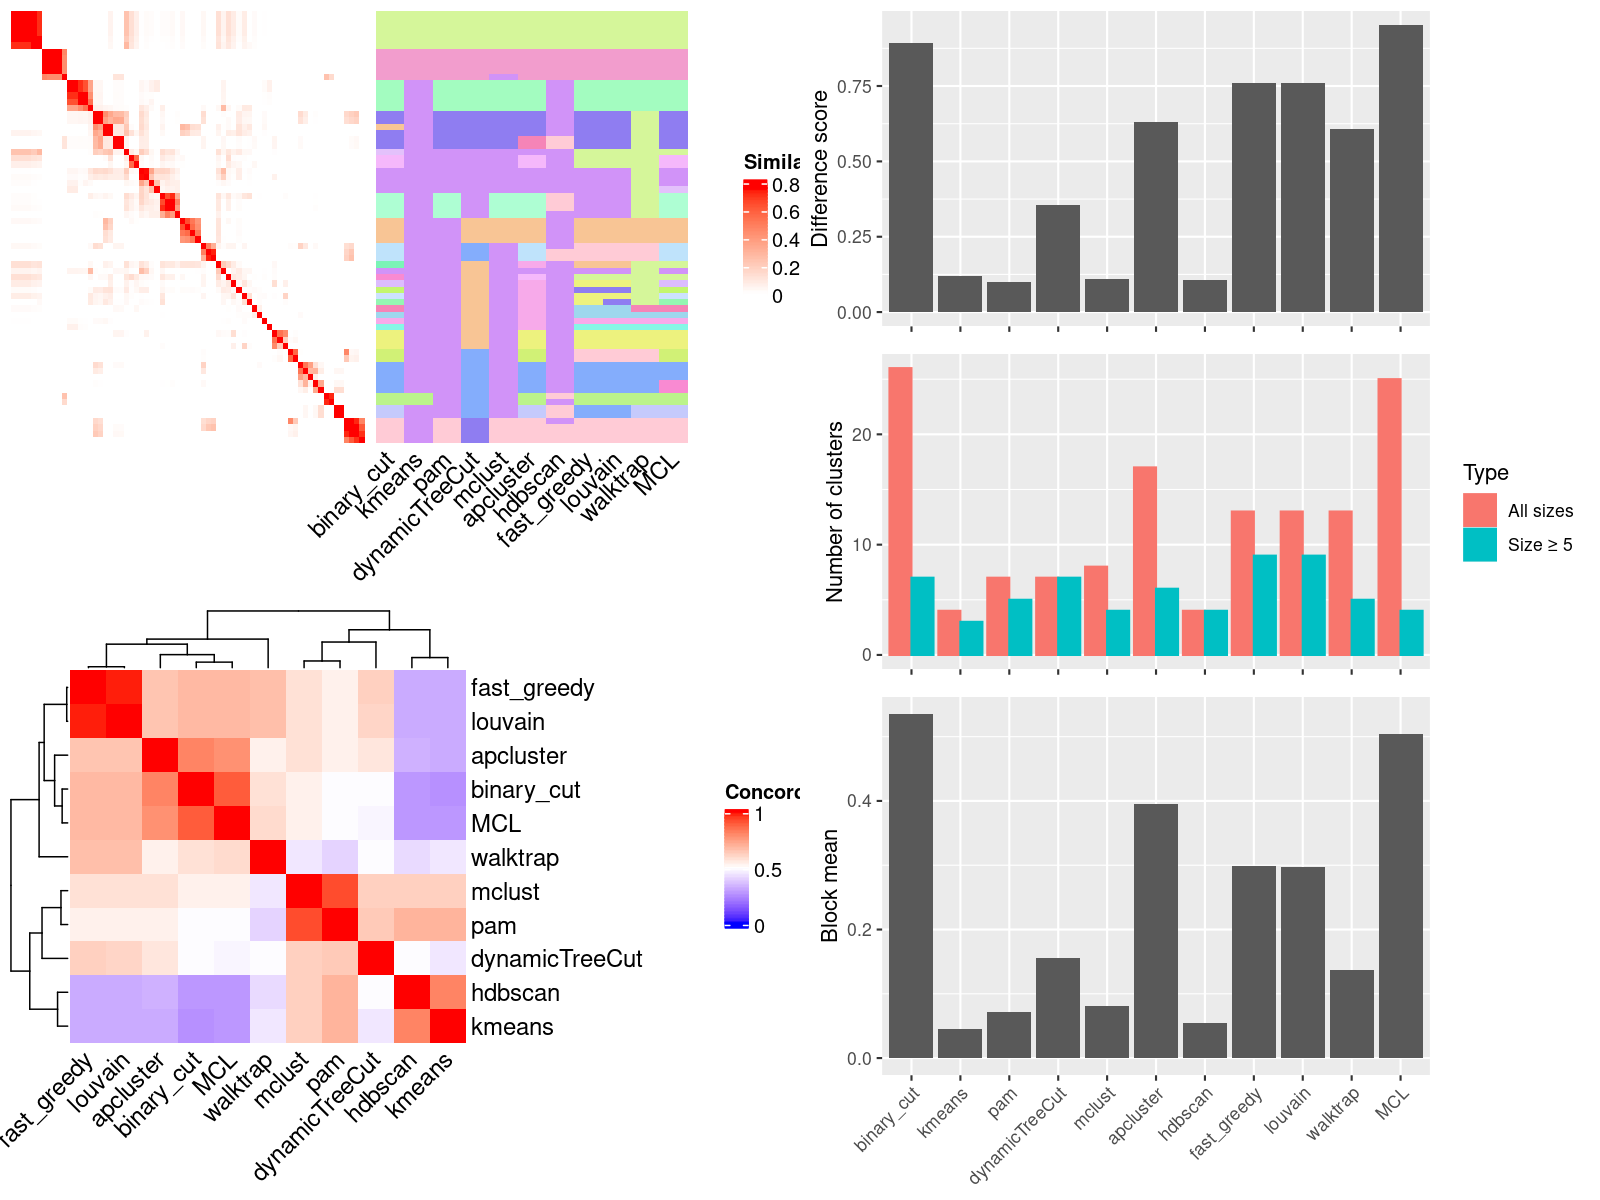 Simila
0.8
0.6
0.4
0.2
0
binary_cut
kmeans
pam
dynamicTreeCut
mclust
apcluster
hdbscan
fast_greedy
louvain
walktrap
MCL
fast_greedy
louvain
apcluster
binary_cut
MCL
walktrap
mclust
pam
dynamicTreeCut
hdbscan
kmeans
fast_greedy
louvain
apcluster
binary_cut
MCL
walktrap
mclust
pam
dynamicTreeCut
hdbscan
kmeans
Concord
1
0.5
0
Difference score
0.75
0.50
0.25
0.00
Number of clusters
20
10
0
Type
All sizes
Size ≥ 5
Block mean
0.4
0.2
0.0
binary_cut
kmeans
pam
dynamicTreeCut
mclust
apcluster
hdbscan
fast_greedy
louvain
walktrap
MCL